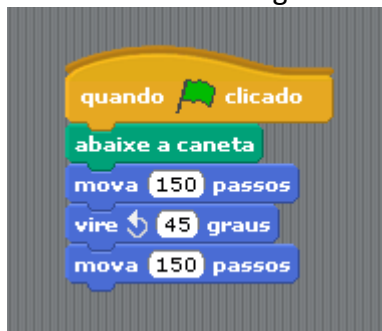 quando clicado
abaixe a caneta
mova 150 passos
vire 45 graus
mova 150 passos